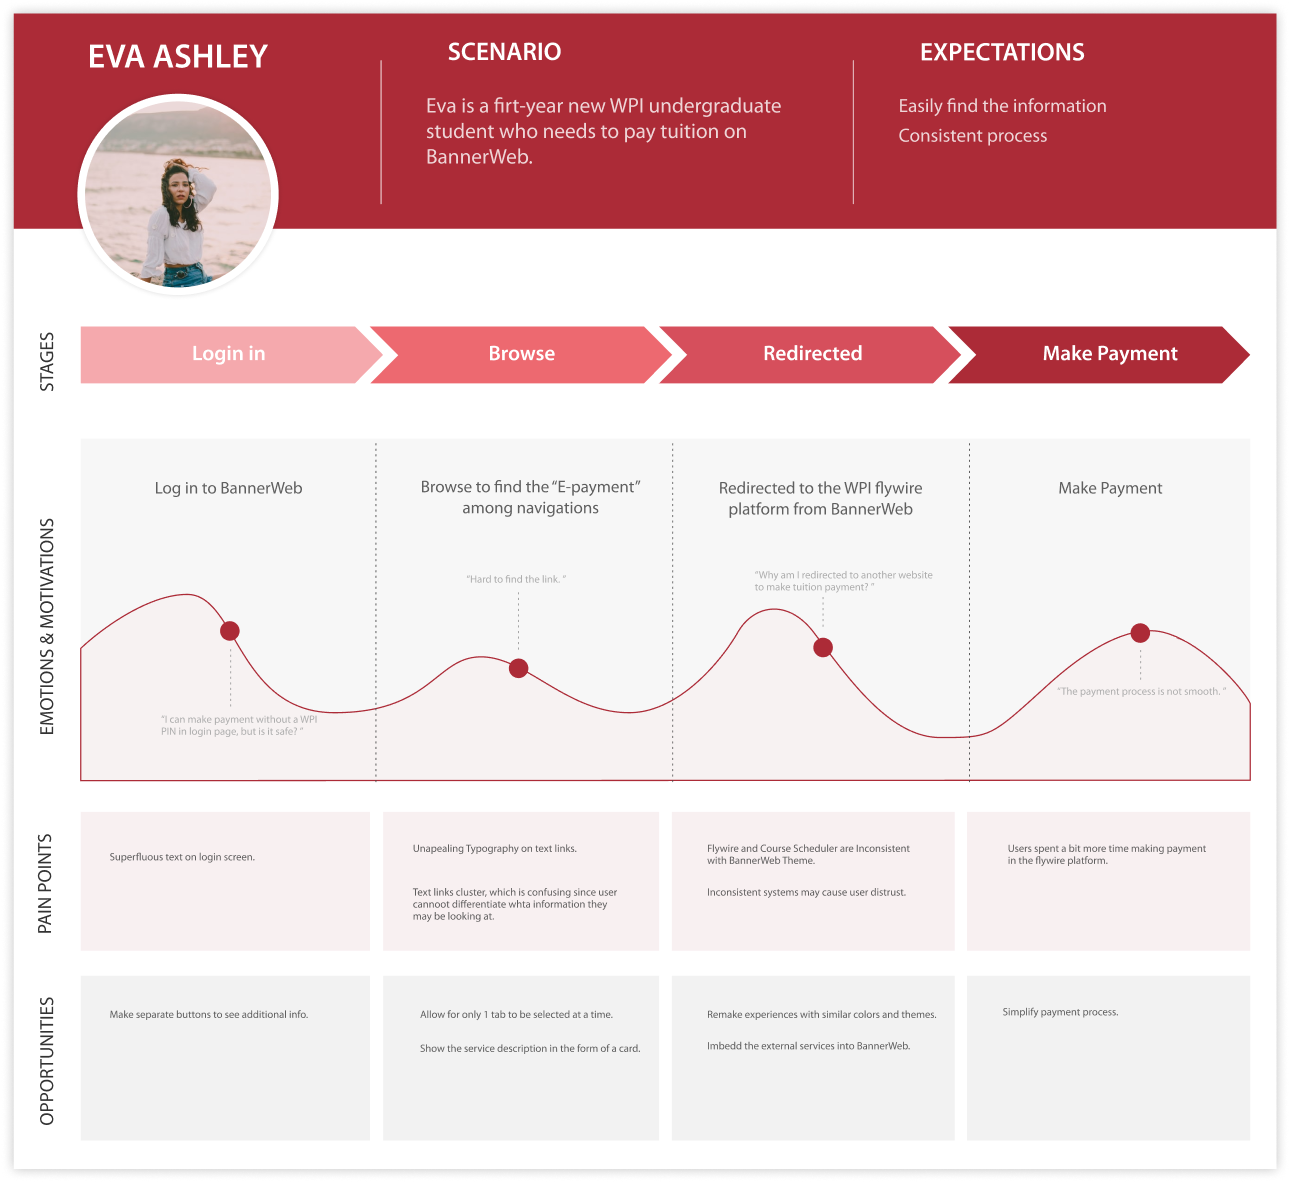 EVA ASHLEY
SCENARIO
Eva is a firt-year new WPI undergraduate
student who needs to pay tuition on
BannerWeb.
EXPECTATIONS
Easily find the information
Consistent process
STAGES
Login in
Browse
Redirected
Make Payment
EMOTIONS & MOTIVATIONS
Log in to BannerWeb
"I can make payment without a WPI
PIN in login page, but is it safe? "
Browse to find the “E-payment”
among navigations
"Hard to find the link. "
Redirected to the WPI flywire
platform from BannerWeb
"Why am I redirected to another website
to make tuition payment? "
Make Payment
"The payment process is not smooth. "
PAIN POINTS
Superfluous text on login screen.
Unapealing Typography on text links.
Text links cluster, which is confusing since user
cannoot differentiate whta information they
may be looking at.
Flywire and Course Scheduler are Inconsistent
with BannerWeb Theme.
Inconsistent systems may cause user distrust.
Users spent a bit more time making payment
in the flywire platform.
OPPORTUNITIES
Make separate buttons to see additional info.
Allow for only 1 tab to be selected at a time.
Show the service description in the form of a card.
Remake experiences with similar colors and themes.
Imbedd the external services into BannerWeb.
Simplify payment process.